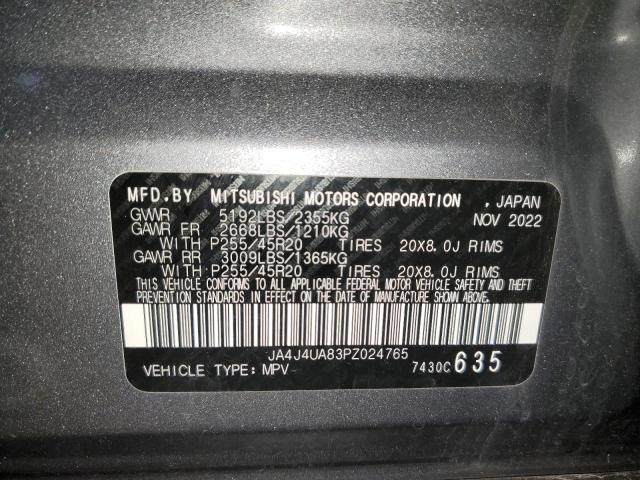 MFD.BY MITSUBISHI MOTORS CORPORATION , JAPAN
GVWR 5192LBS/2355KG NOV 2022
GAWR FR 2668LBS/1210KG
WITH P255/45R20 TIRES 20X8.0J RIMS
GAWR RR 3009LBS/1365KG
WITH P255/45R20 TIRES 20X8.0J RIMS
THIS VEHICLE CONFORMS TO ALL APPLICABLE FEDERAL MOTOR VEHICLE SAFETY AND THEFT
PREVENTION STANDARDS IN EFFECT ON THE DATE OF MANUFACTURE SHOWN ABOVE.
JA4J4UA83PZ024765
VEHICLE TYPE: MPV 7430C 635